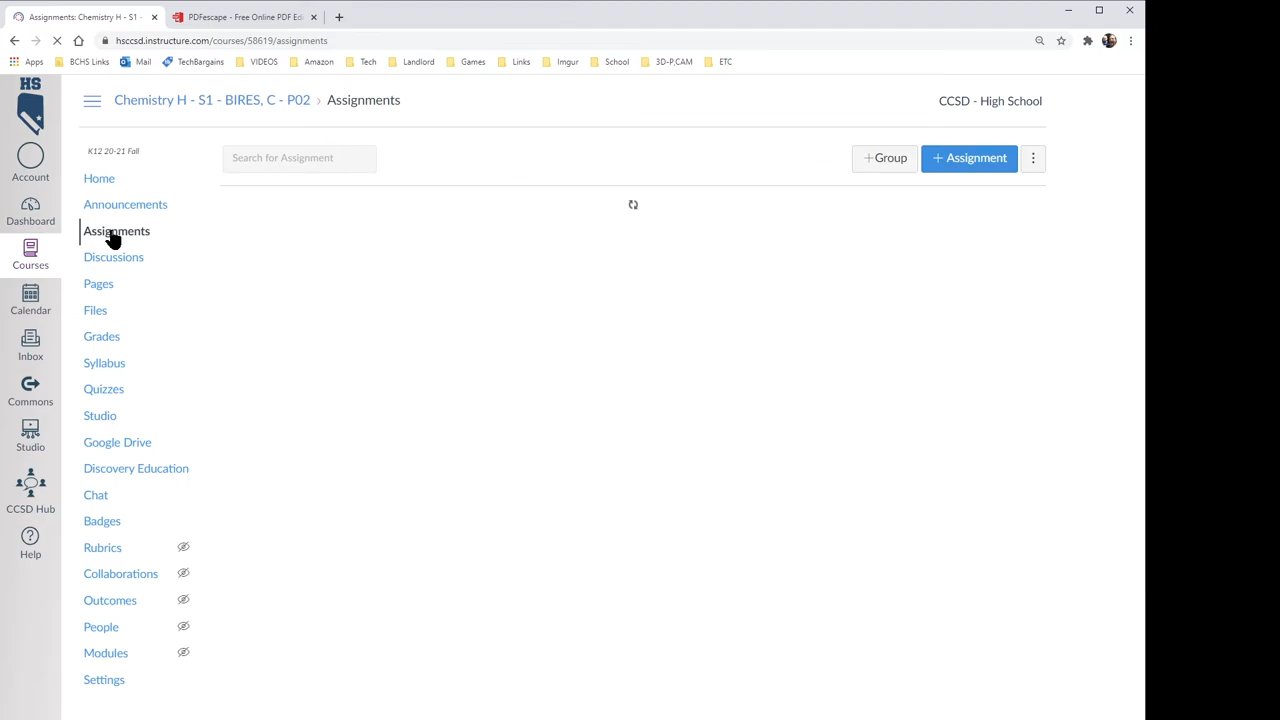 Assignments: Chemistry H - S1 -
PDFescape - Free Online PDF Ed
hsccsd.instructure.com/courses/58619/assignments
Apps
BCHS Links
Mail
TechBargains
VIDEOS
Amazon
Tech
Landlord
Games
Links
Imgur
School
3D-P,CAM
ETC
HS
Account
Dashboard
Courses
Calendar
Inbox
Commons
Studio
CCSD Hub
Help
Chemistry H - S1 - BIRES, C - P02 › Assignments
CCSD - High School
K12 20-21 Fall
Home
Announcements
Assignments
Discussions
Pages
Files
Grades
Syllabus
Quizzes
Studio
Google Drive
Discovery Education
Chat
Badges
Rubrics
Collaborations
Outcomes
People
Modules
Settings
Search for Assignment
+Group
+ Assignment